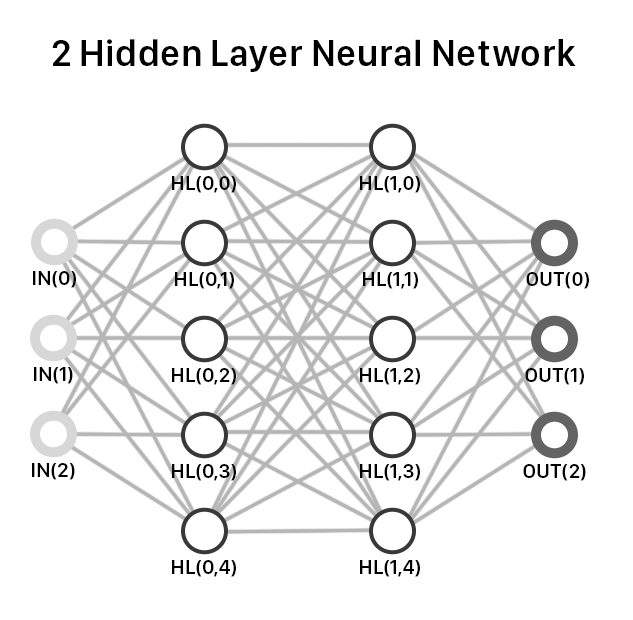 2 Hidden Layer Neural Network
HL(0,0)
HL(1,0)
IN(0)
HL(0,1)
HL(1,1)
OUT(0)
IN(1)
HL(0,2)
HL(1,2)
OUT(1)
IN(2)
HL(0,3)
HL(1,3)
OUT(2)
HL(0,4)
HL(1,4)